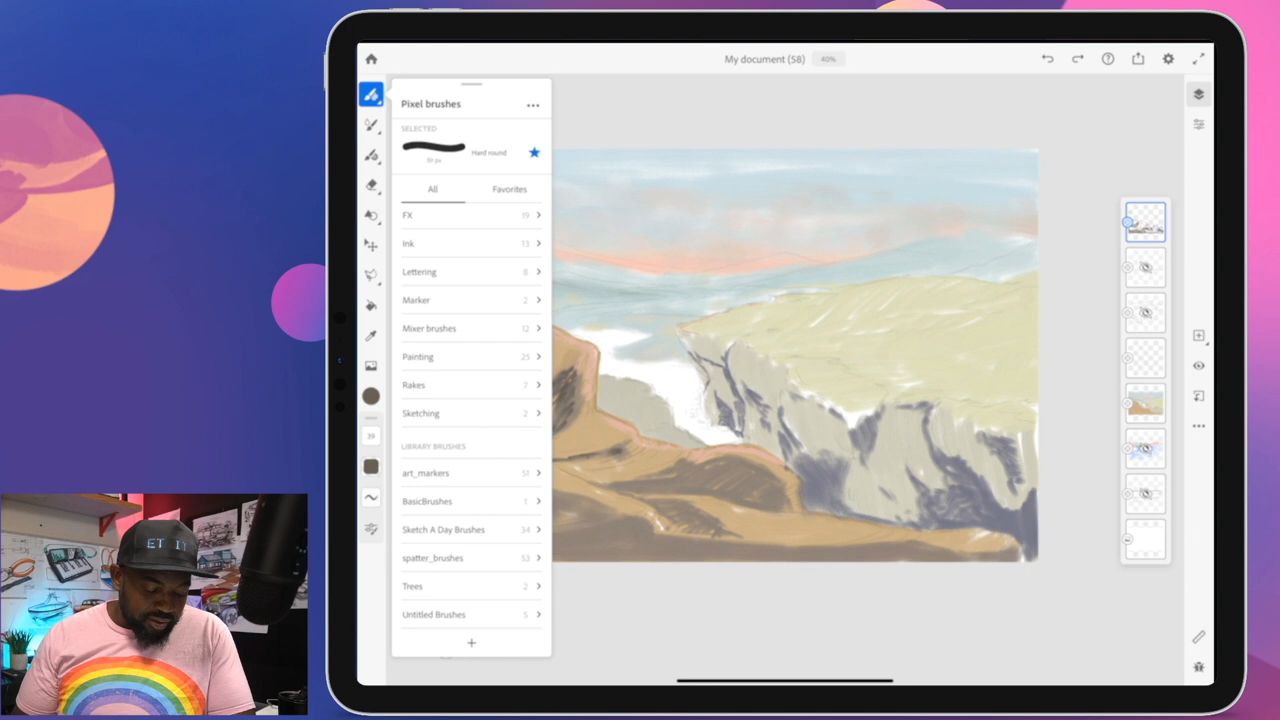 My document (58) 40%
Pixel brushes
SELECTED
Hard round
39 px
All Favorites
FX 19
Ink 13
Lettering 8
Marker 2
Mixer brushes 12
Painting 25
Rakes 7
Sketching 2
LIBRARY BRUSHES
art_markers 51
BasicBrushes 1
Sketch A Day Brushes 34
spatter_brushes 53
Trees 2
Untitled Brushes 5
39